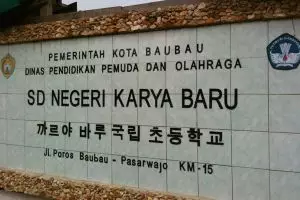 PEMERINTAH KOTA BAUBAU
DINAS PENDIDIKAN PEMUDA DAN OLAHRAGA
SD NEGERI KARYA BARU
까르야 바루 국립 초등학교
JL. Poros Baubau - Pasarwajo KM-15